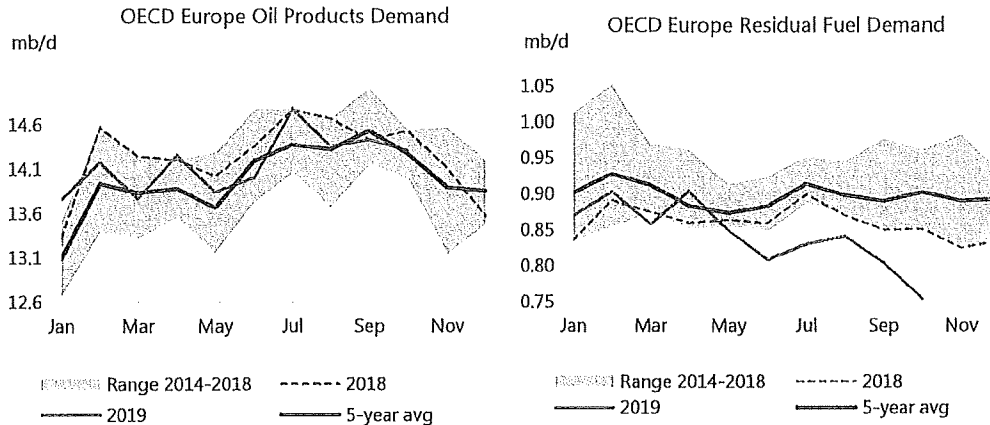 OECD Europe Oil Products Demand
mb/d
14.6
14.1
13.6
13.1
12.6
Jan Mar May Jul Sep Nov
Range 2014-2018
2018
2019
5-year avg
OECD Europe Residual Fuel Demand
mb/d
1.05
1.00
0.95
0.90
0.85
0.80
0.75
Jan Mar May Jul Sep Nov
Range 2014-2018
2018
2019
5-year avg